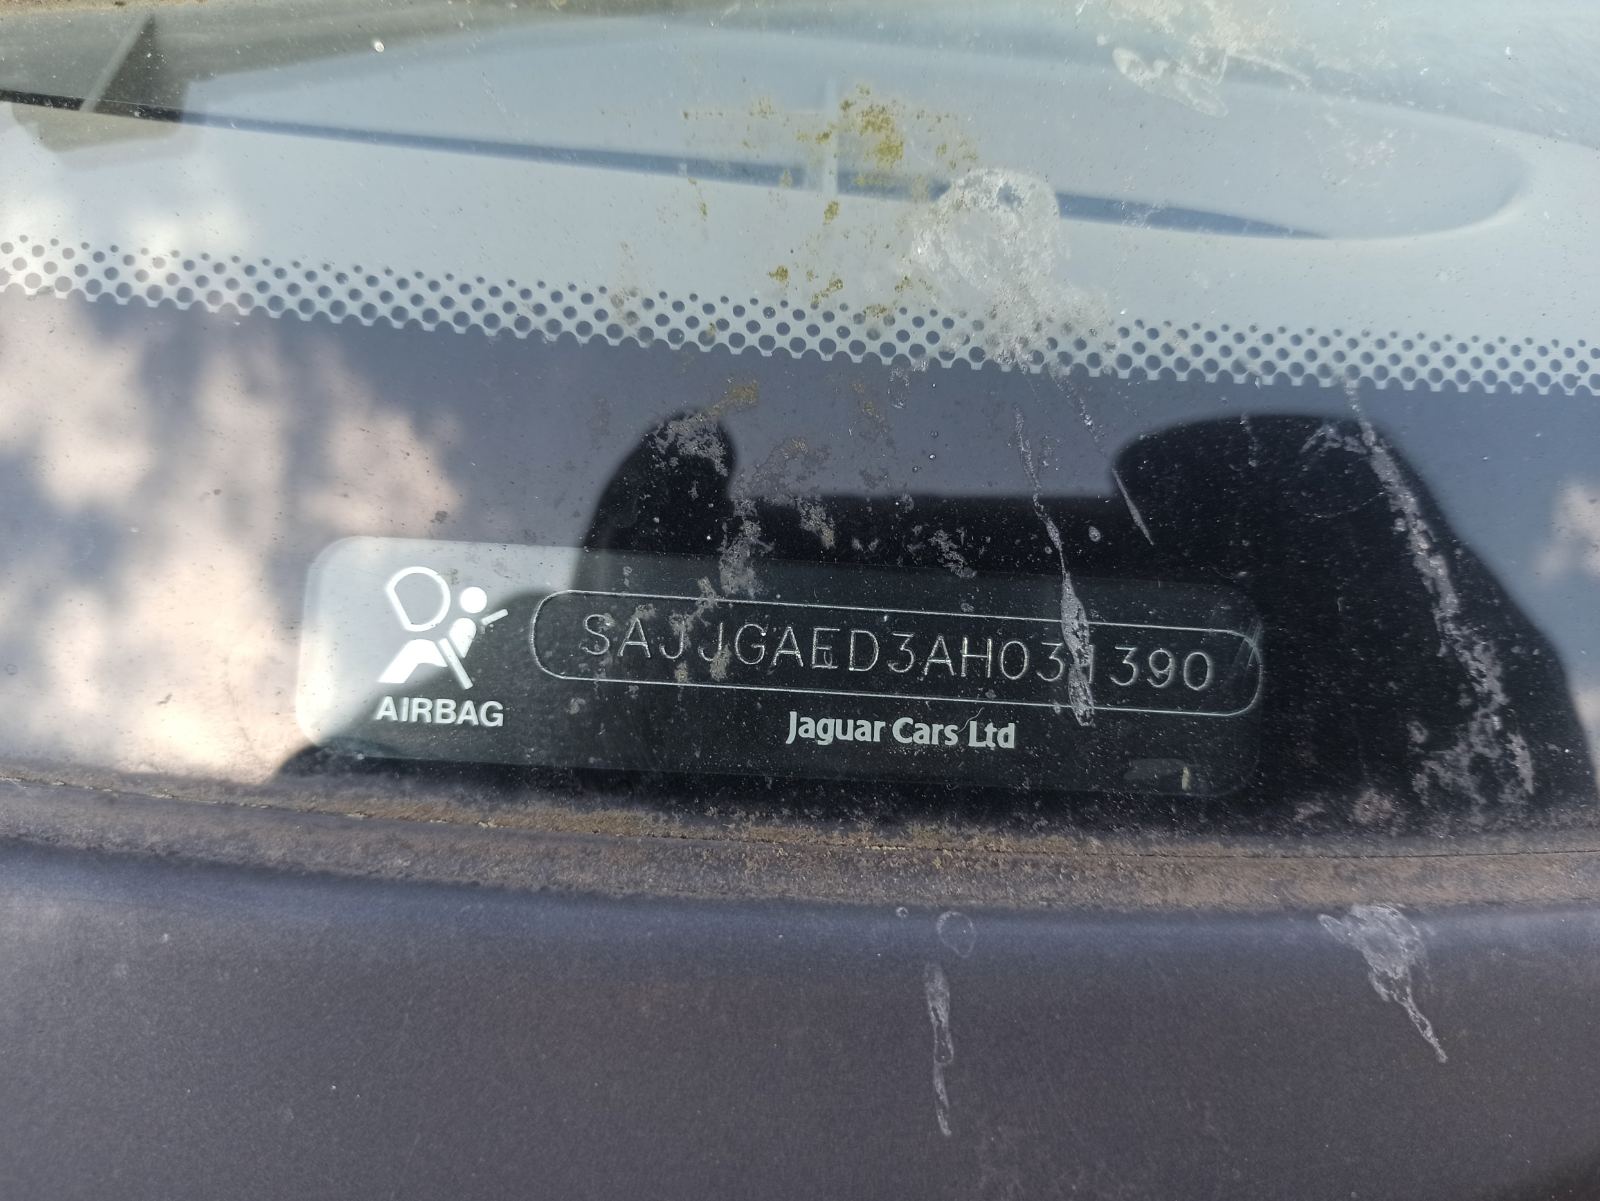 AIRBAG
SAJJGAED3AH031390
Jaguar Cars Ltd